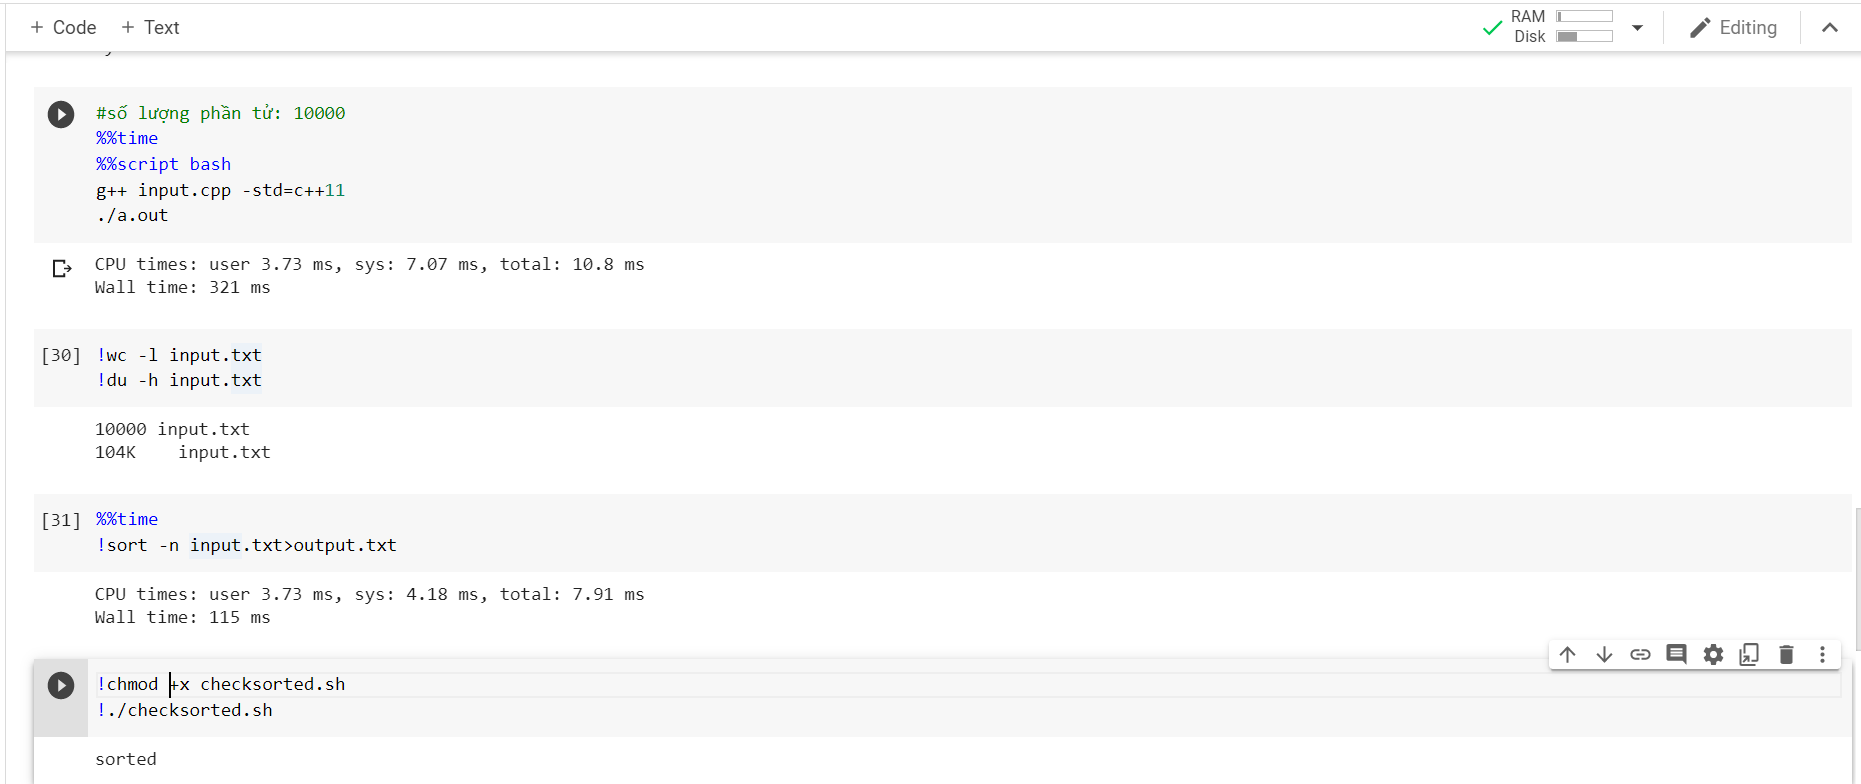 + Code + Text
RAM
Disk
Editing
#số lượng phần tử: 10000
%%time
%%script bash
g++ input.cpp -std=c++11
./a.out
CPU times: user 3.73 ms, sys: 7.07 ms, total: 10.8 ms
Wall time: 321 ms
[30] !wc -l input.txt
!du -h input.txt
10000 input.txt
104K    input.txt
[31] %%time
!sort -n input.txt>output.txt
CPU times: user 3.73 ms, sys: 4.18 ms, total: 7.91 ms
Wall time: 115 ms
!chmod +x checksorted.sh
!./checksorted.sh
sorted